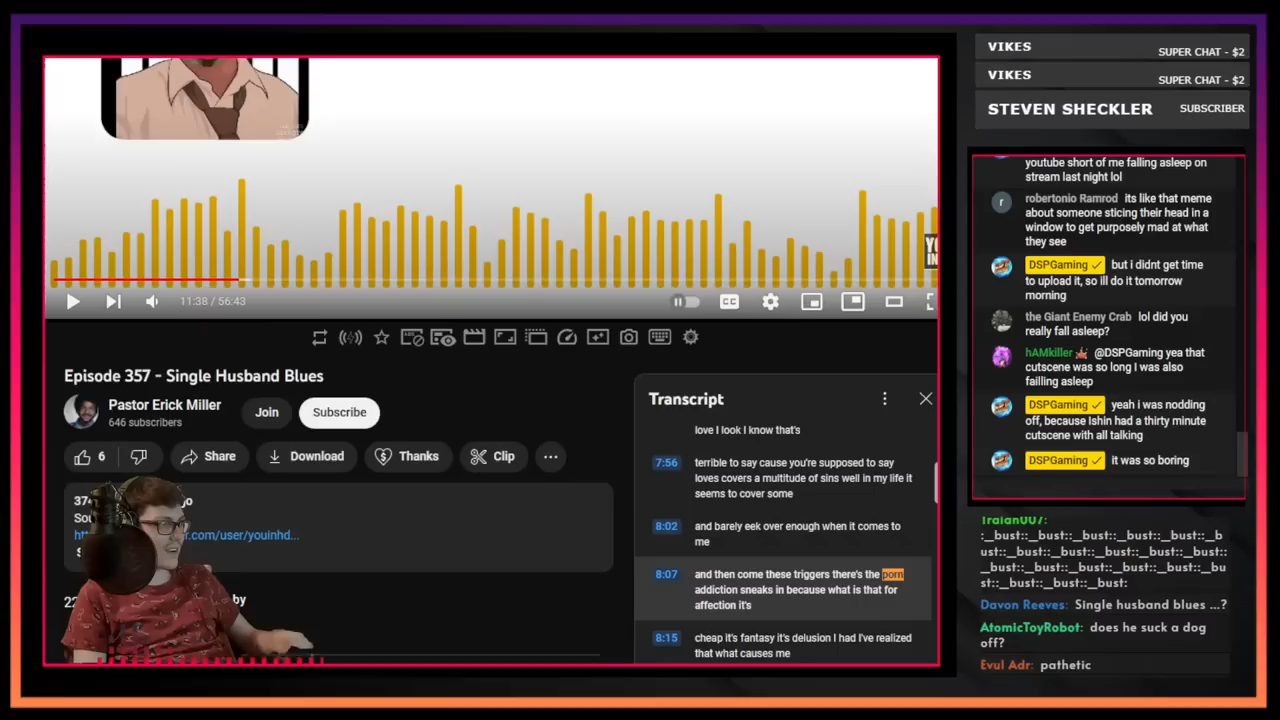 VIKES
SUPER CHAT - $2
VIKES
SUPER CHAT - $2
STEVEN SHECKLER
SUBSCRIBER
11:38 / 56:43
CC
Episode 357 - Single Husband Blues
Pastor Erick Miller
646 subscribers
Join
Subscribe
6
Share
Download
Thanks
Clip
...
37
go
Sou
.com/user/youinhd...
by
Transcript
love I look I know that's
7:56
terrible to say cause you're supposed to say
loves covers a multitude of sins well in my life it
seems to cover some
8:02
and barely eek over enough when it comes to
me
8:07
and then come these triggers there's the porn
addiction sneaks in because what is that for
affection it's
8:15
cheap it's fantasy it's delusion I had I've realized
that what causes me
youtube short of me falling asleep on
stream last night lol
r
robertonio Ramrod its like that meme
about someone sticing their head in a
window to get purposely mad at what
they see
DSPGaming ✓ but i didnt get time
to upload it, so ill do it tomorrow
morning
the Giant Enemy Crab lol did you
really fall asleep?
hAMkiller @DSPGaming yea that
cutscene was so long I was also
failling asleep
DSPGaming ✓ yeah i was nodding
off, because Ishin had a thirty minute
cutscene with all talking
DSPGaming ✓ it was so boring
Traian007:
:_bust::_bust::_bust::_bust::_bust::_b
ust::_bust::_bust::_bust::_bust::_bust::
_bust::_bust::_bust::_bust::_bust::_bu
st::_bust::_bust::_bust:
Davon Reeves: Single husband blues ...?
AtomicToyRobot: does he suck a dog
off?
Evul Adr: pathetic